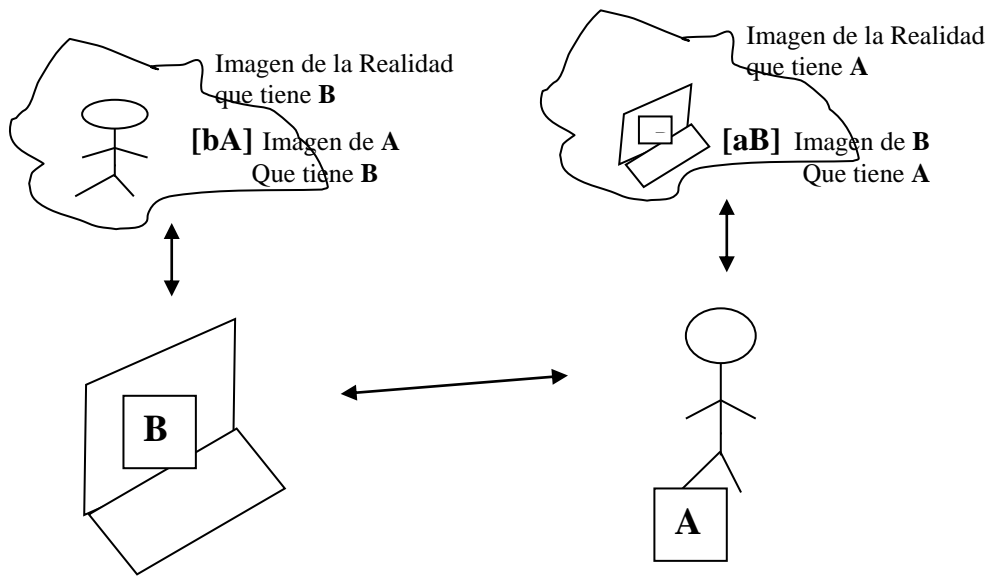 Imagen de la Realidad
que tiene B
[bA] Imagen de A
Que tiene B
Imagen de la Realidad
que tiene A
[aB] Imagen de B
Que tiene A
B
A